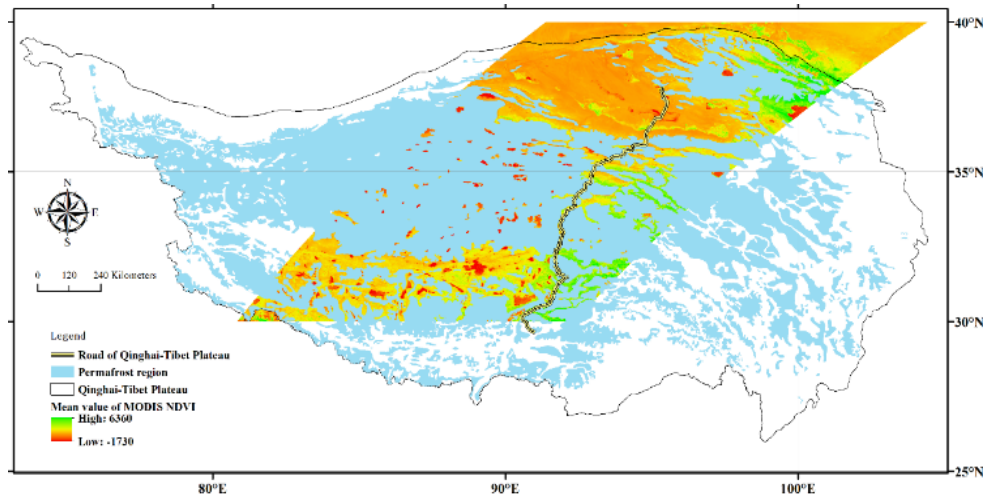 40°N
35°N
N
W E
S
0 120 240 Kilometers
30°N
Legend
Road of Qinghai-Tibet Plateau
Permafrost region
Qinghai-Tibet Plateau
Mean value of MODIS NDVI
High: 6360
Low: -1730
25°N
80°E 90°E 100°E